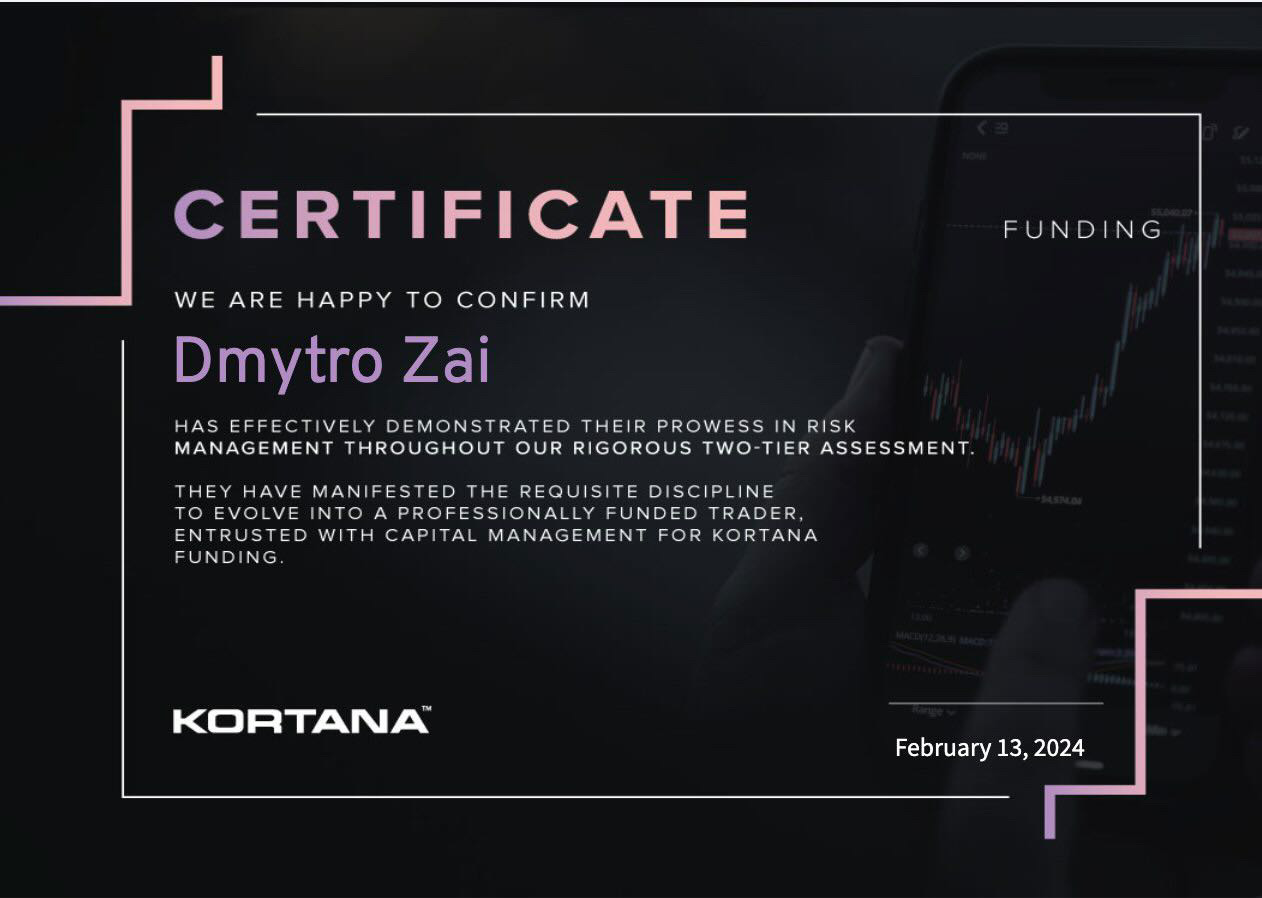 CERTIFICATE
FUNDING
WE ARE HAPPY TO CONFIRM
Dmytro Zai
HAS EFFECTIVELY DEMONSTRATED THEIR PROWESS IN RISK
MANAGEMENT THROUGHOUT OUR RIGOROUS TWO-TIER ASSESSMENT.
THEY HAVE MANIFESTED THE REQUISITE DISCIPLINE
TO EVOLVE INTO A PROFESSIONALLY FUNDED TRADER,
ENTRUSTED WITH CAPITAL MANAGEMENT FOR KORTANA
FUNDING.
KORTANA™
February 13, 2024
Range